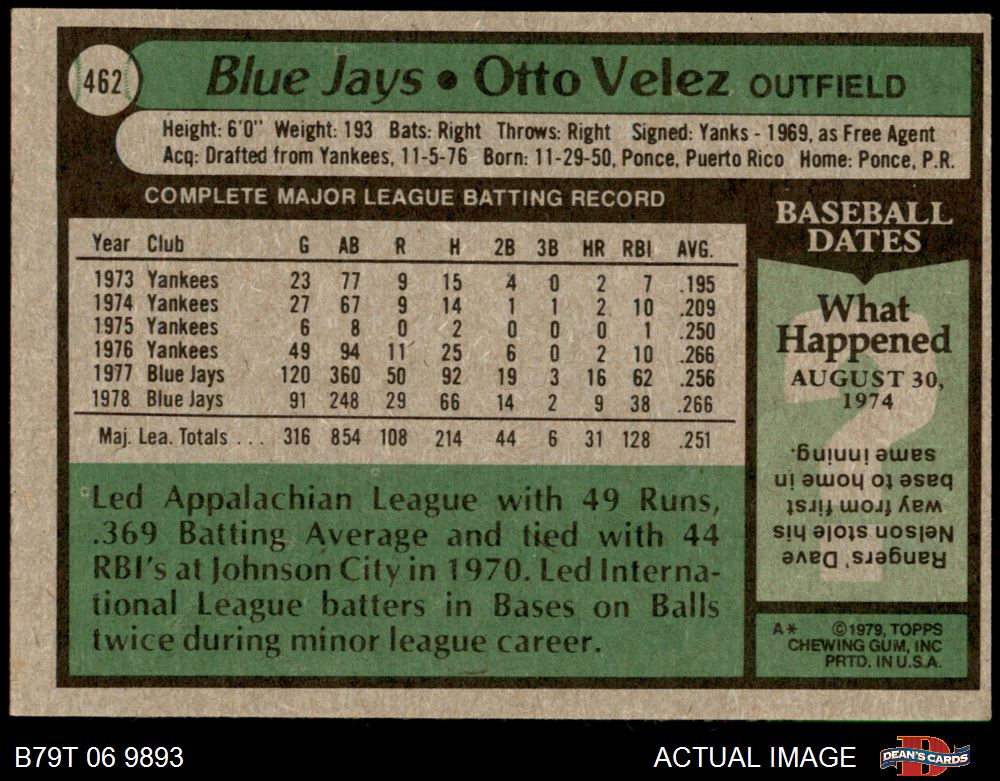 462
Blue Jays • Otto Velez OUTFIELD
Height: 6'0" Weight: 193 Bats: Right Throws: Right Signed: Yanks - 1969, as Free Agent
Acq: Drafted from Yankees, 11-5-76 Born: 11-29-50, Ponce, Puerto Rico Home: Ponce, P.R.
COMPLETE MAJOR LEAGUE BATTING RECORD
Year Club G AB R H 2B 3B HR RBI AVG.
1973 Yankees 23 77 9 15 4 0 2 7 .195
1974 Yankees 27 67 9 14 1 1 2 10 .209
1975 Yankees 6 8 0 2 0 0 0 1 .250
1976 Yankees 49 94 11 25 6 0 2 10 .266
1977 Blue Jays 120 360 50 92 19 3 16 62 .256
1978 Blue Jays 91 248 29 66 14 2 9 38 .266
Maj. Lea. Totals . . . 316 854 108 214 44 6 31 128 .251
Led Appalachian League with 49 Runs,
.369 Batting Average and tied with 44
RBI's at Johnson City in 1970. Led Interna-
tional League batters in Bases on Balls
twice during minor league career.
BASEBALL
DATES
What
Happened
AUGUST 30,
1974
?
Rangers' Dave
Nelson stole his
way from first
base to home in
same inning.
A* ©1979, TOPPS
CHEWING GUM, INC
PRTD. IN U.S.A.
B79T 06 9893
ACTUAL IMAGE
D
DEAN'S CARDS